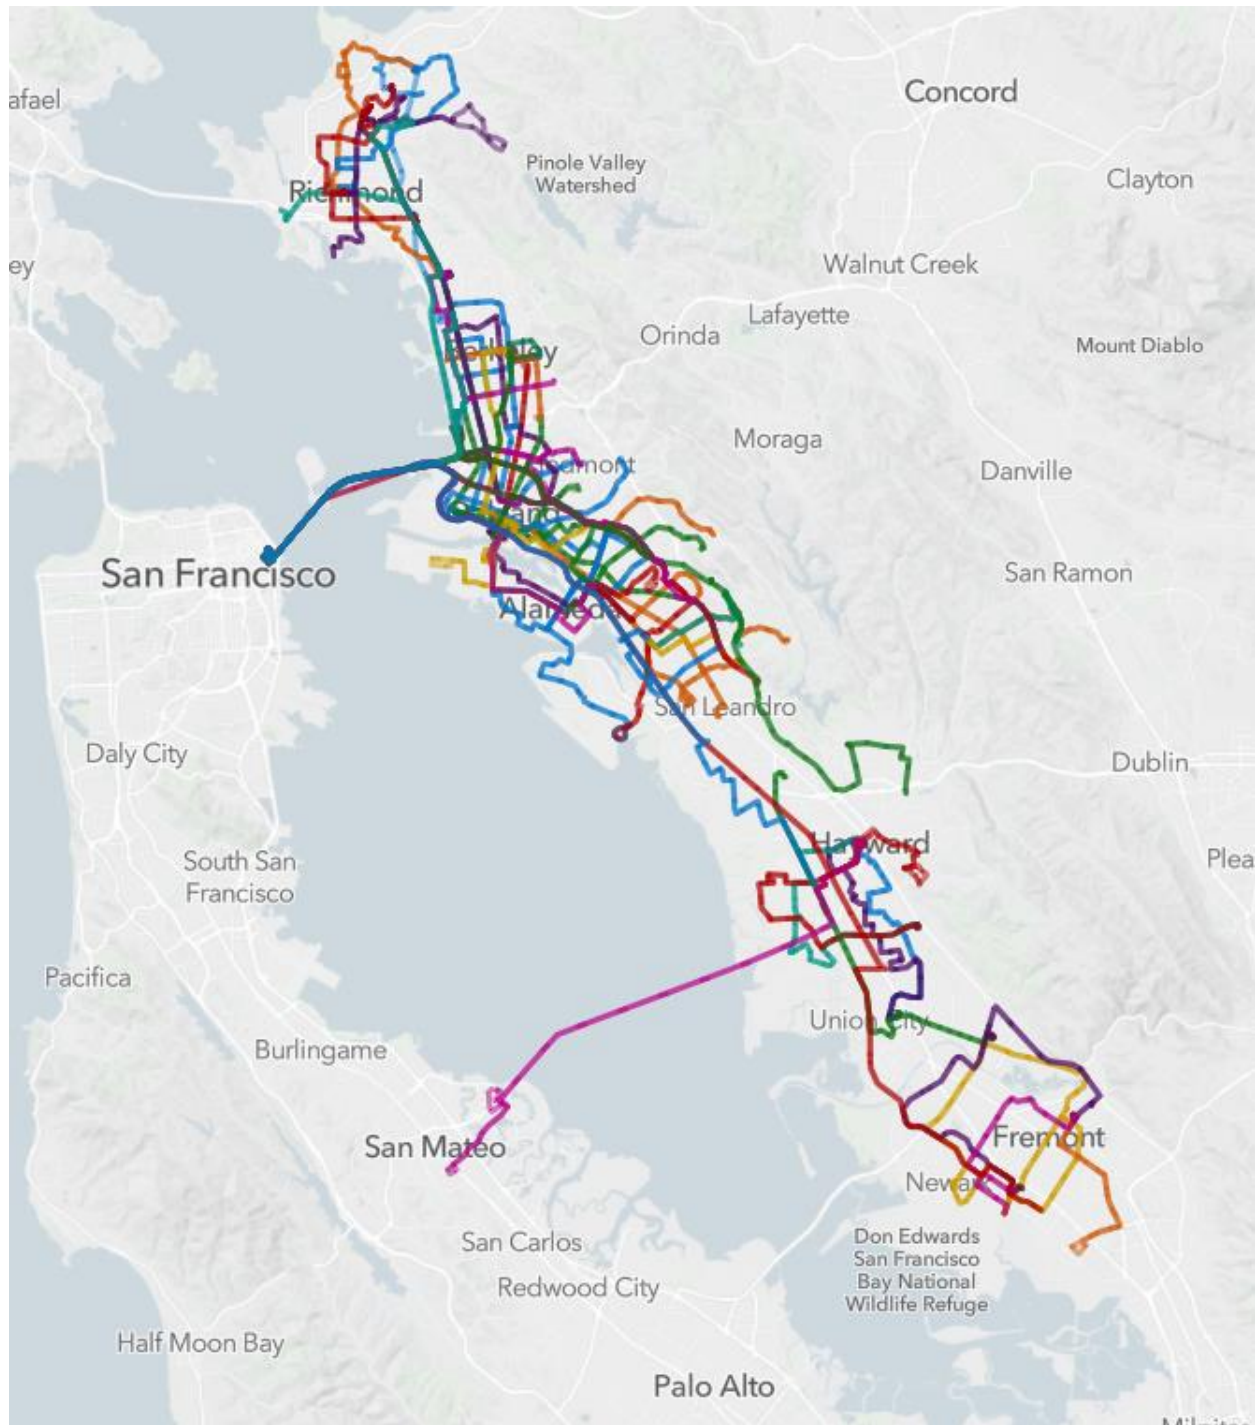 afael
Concord
Pinole Valley
Watershed
Clayton
Richmond
ey
Walnut Creek
Lafayette
Orinda
Mount Diablo
Berkeley
Moraga
Piedmont
Danville
San Francisco
San Ramon
Alameda
San Leandro
Daly City
Dublin
Hayward
South San
Francisco
Plea
Pacifica
Union City
Burlingame
Fremont
San Mateo
Newark
San Carlos
Don Edwards
San Francisco
Bay National
Wildlife Refuge
Redwood City
Half Moon Bay
Palo Alto